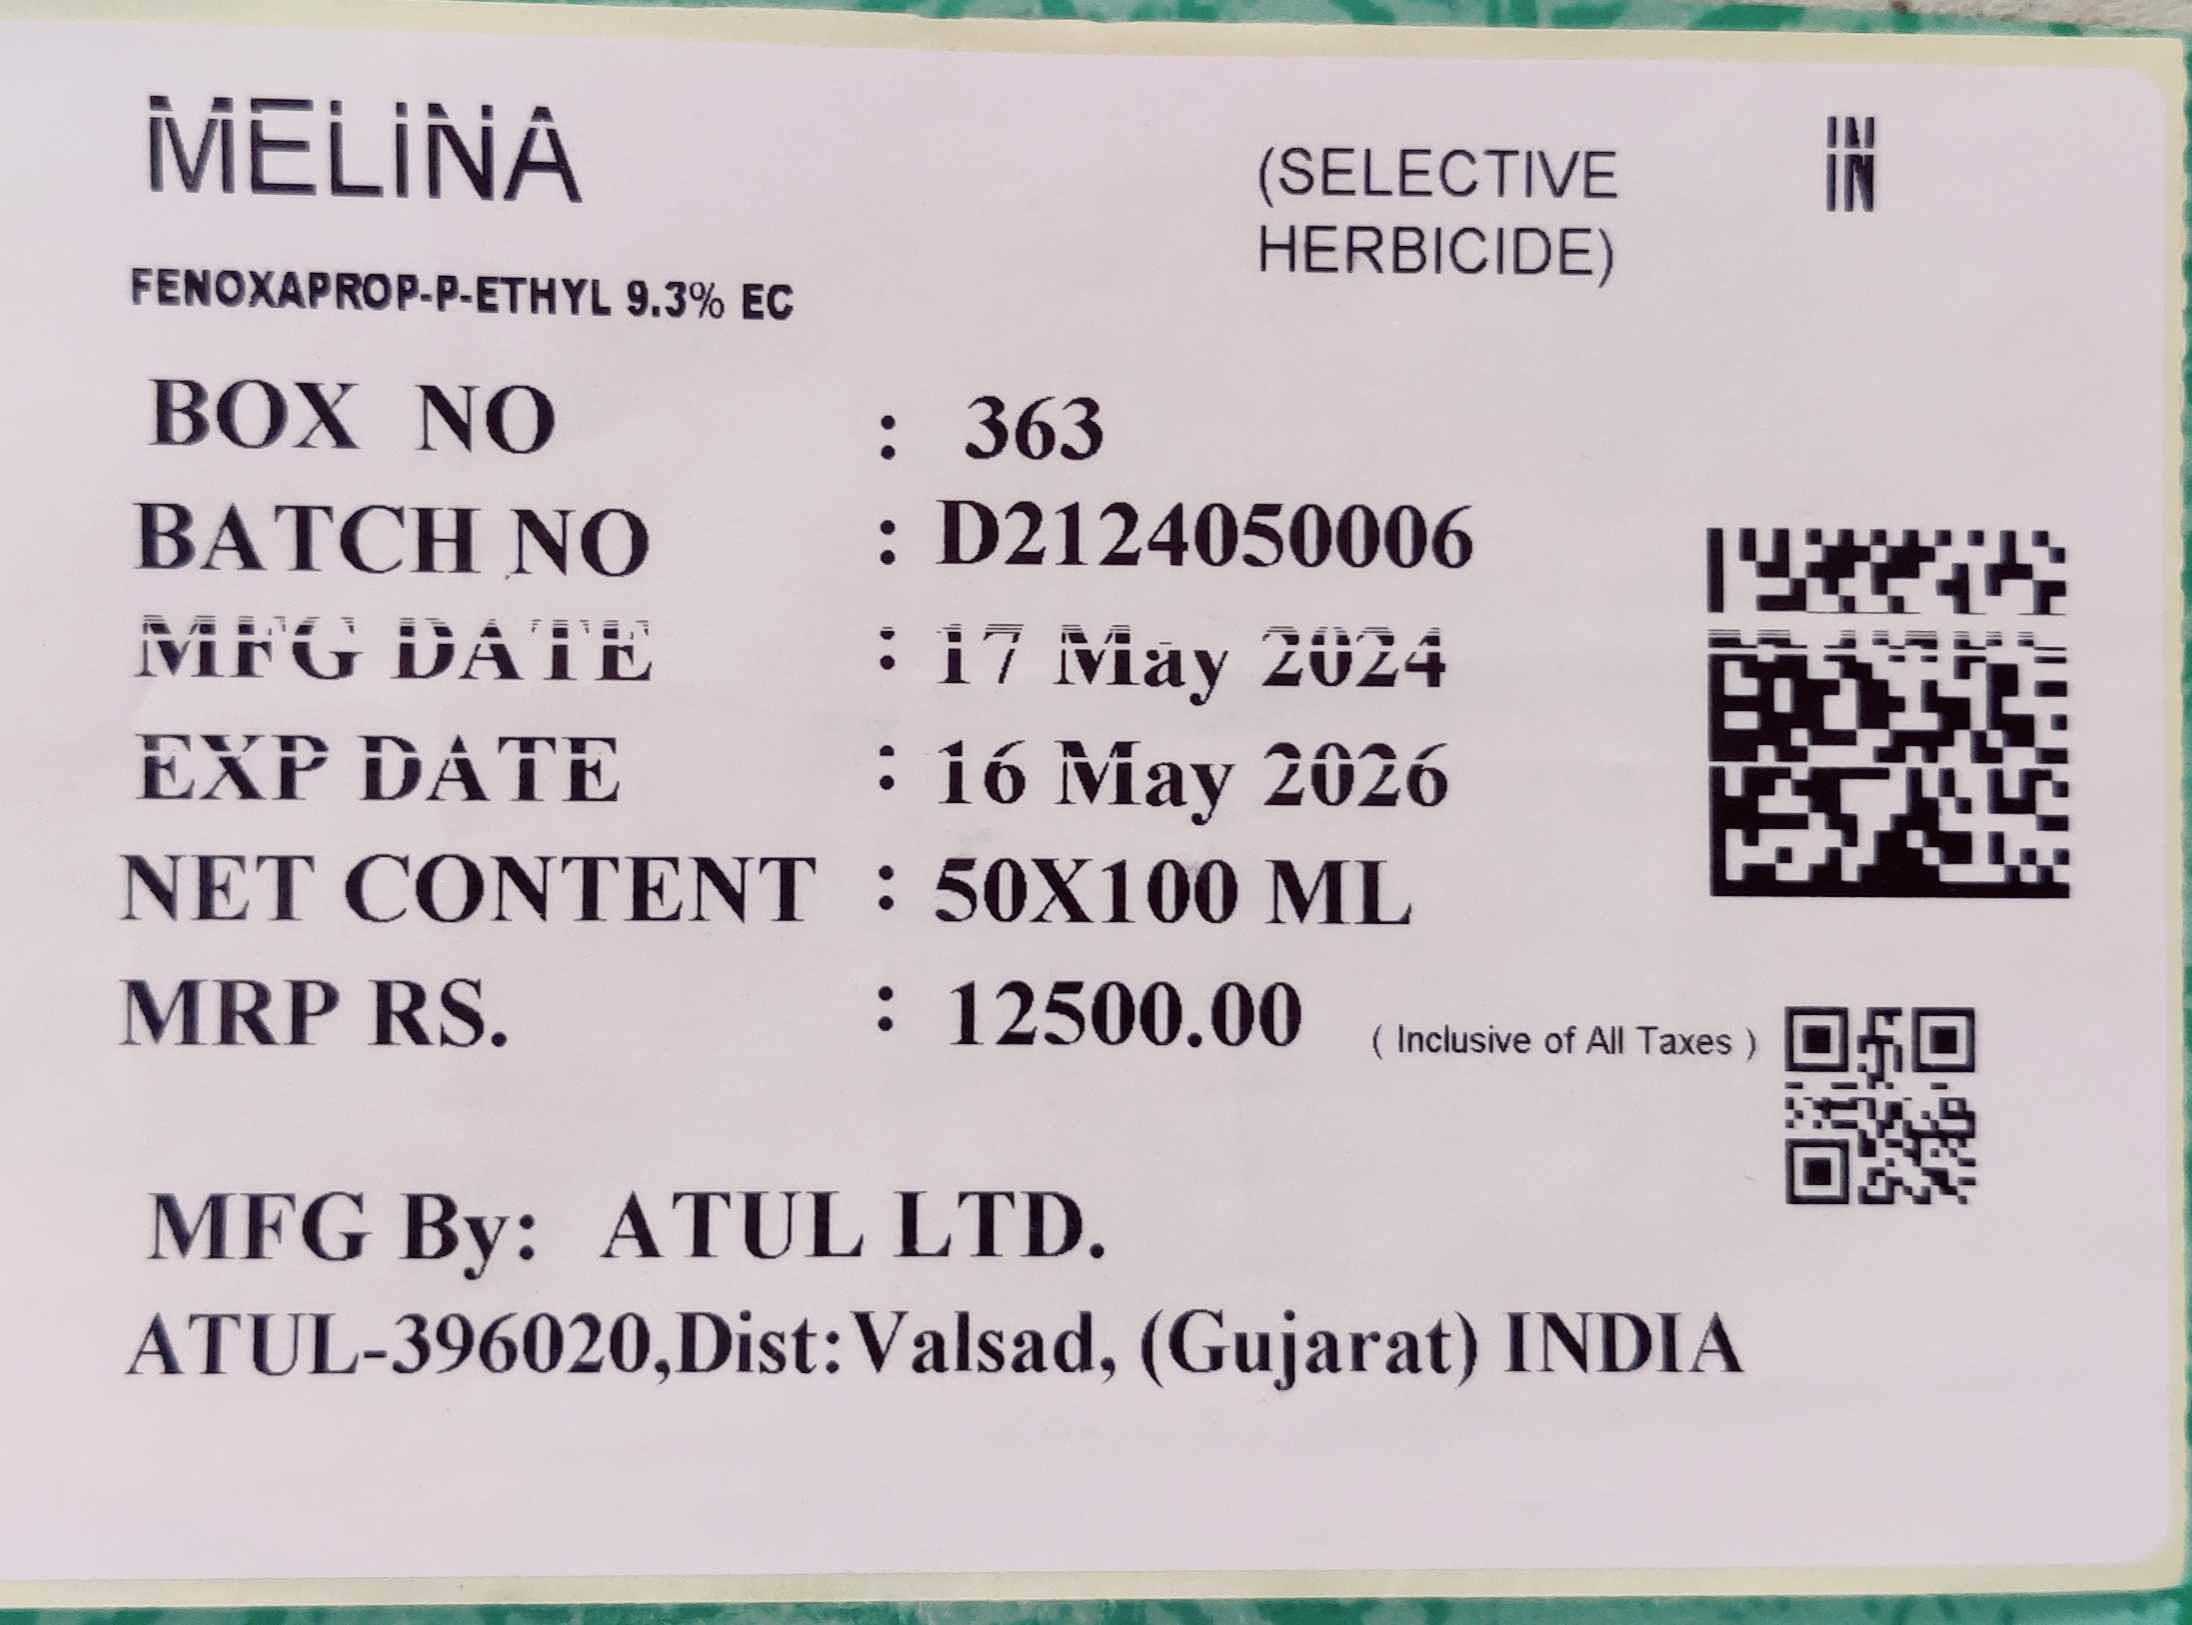 MELINA
(SELECTIVE
HERBICIDE)
IN
FENOXAPROP-P-ETHYL 9.3% EC
BOX NO : 363
BATCH NO : D2124050006
MFG DATE : 17 May 2024
EXP DATE : 16 May 2026
NET CONTENT : 50X100 ML
MRP RS. : 12500.00 ( Inclusive of All Taxes )
MFG By: ATUL LTD.
ATUL-396020,Dist:Valsad, (Gujarat) INDIA